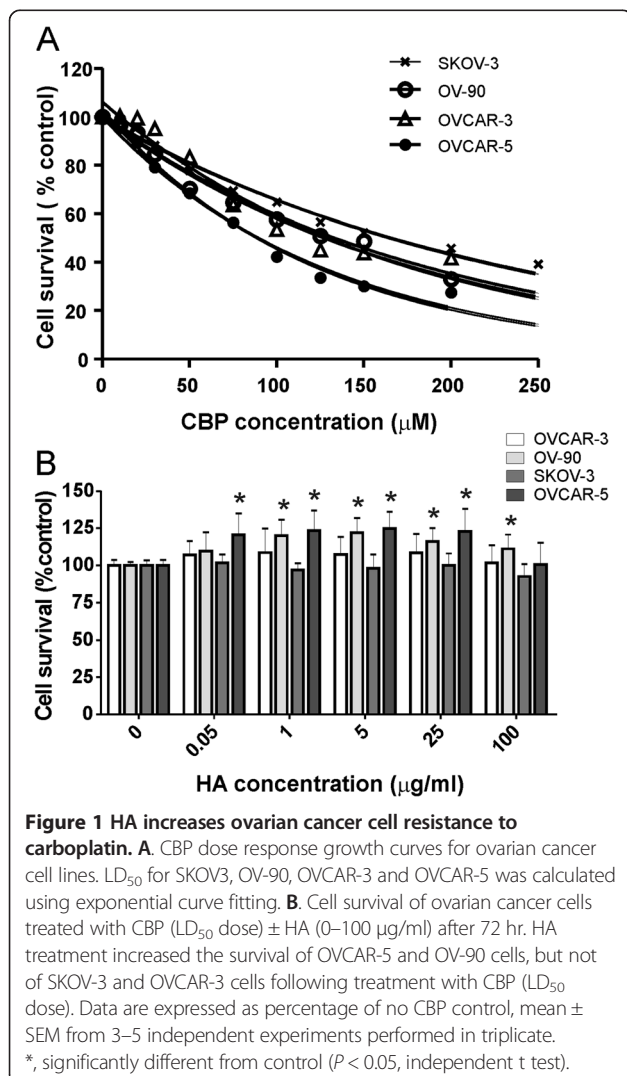 A
120
100
80
60
40
20
0
Cell survival ( % control)
SKOV-3
OV-90
OVCAR-3
OVCAR-5
0 50 100 150 200 250
CBP concentration (μM)
B
OVCAR-3
OV-90
SKOV-3
OVCAR-5
150
125
100
75
50
25
0
Cell survival (%control)
* * * * * * * * *
0 0.05 1 5 25 100
HA concentration (μg/ml)
Figure 1 HA increases ovarian cancer cell resistance to
carboplatin. A. CBP dose response growth curves for ovarian cancer
cell lines. LD50 for SKOV3, OV-90, OVCAR-3 and OVCAR-5 was calculated
using exponential curve fitting. B. Cell survival of ovarian cancer cells
treated with CBP (LD50 dose) ± HA (0–100 μg/ml) after 72 hr. HA
treatment increased the survival of OVCAR-5 and OV-90 cells, but not
of SKOV-3 and OVCAR-3 cells following treatment with CBP (LD50
dose). Data are expressed as percentage of no CBP control, mean ±
SEM from 3–5 independent experiments performed in triplicate.
*, significantly different from control (P < 0.05, independent t test).